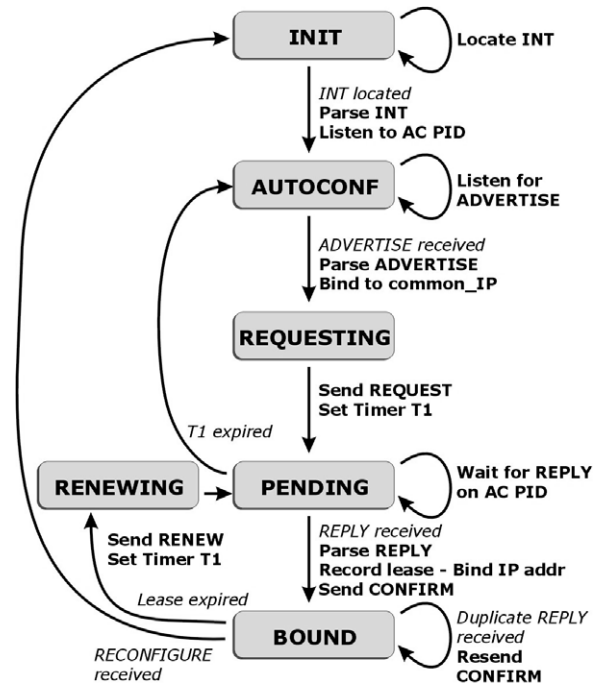 INIT
Locate INT
INT located
Parse INT
Listen to AC PID
AUTOCONF
Listen for
ADVERTISE
ADVERTISE received
Parse ADVERTISE
Bind to common_IP
REQUESTING
Send REQUEST
Set Timer T1
T1 expired
RENEWING
PENDING
Wait for REPLY
on AC PID
Send RENEW
Set Timer T1
REPLY received
Parse REPLY
Record lease - Bind IP addr
Send CONFIRM
Lease expired
BOUND
Duplicate REPLY
received
Resend
CONFIRM
RECONFIGURE
received